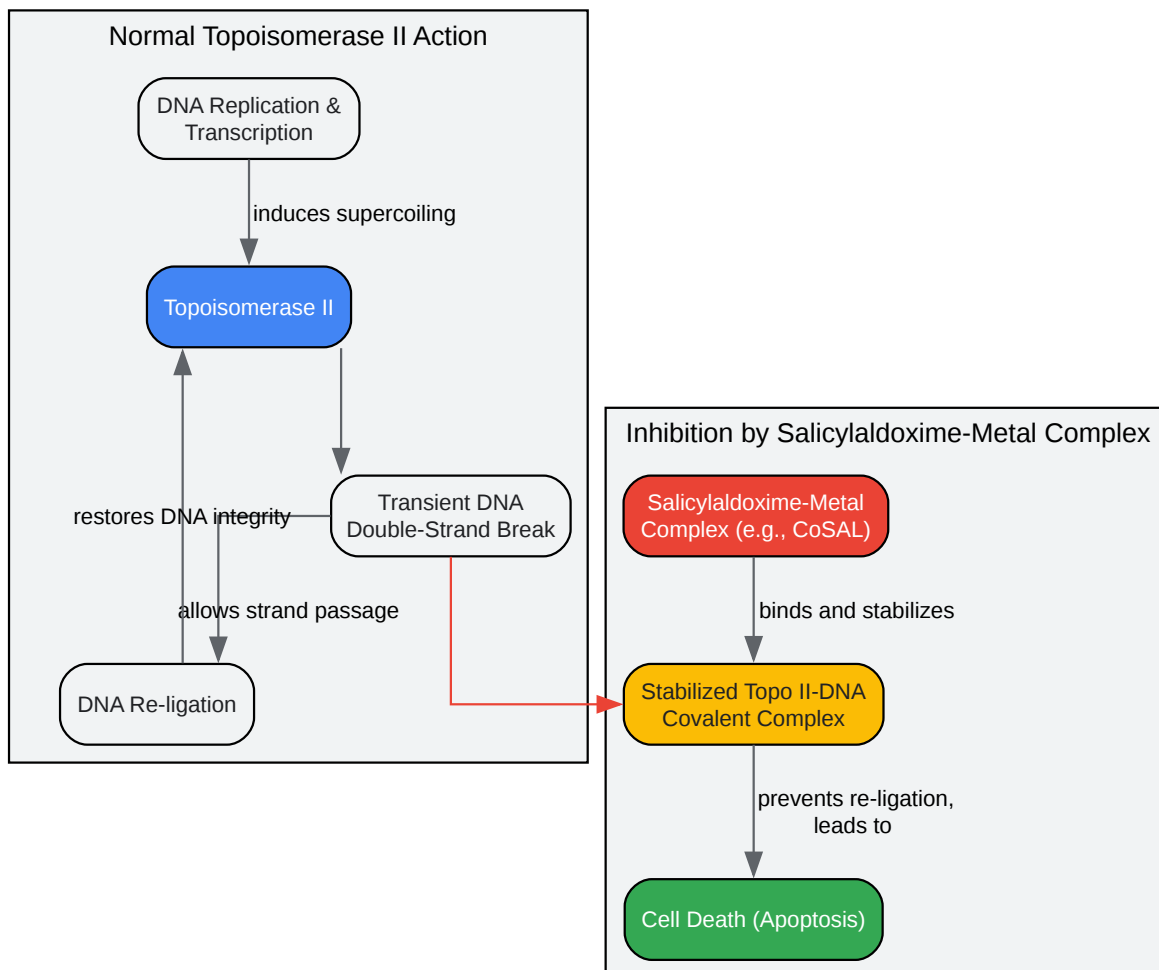 Normal Topoisomerase II Action
DNA Replication &
Transcription
induces supercoiling
Topoisomerase II
Transient DNA
Double-Strand Break
restores DNA integrity
allows strand passage
DNA Re-ligation
Inhibition by Salicylaldoxime-Metal Complex
Salicylaldoxime-Metal
Complex (e.g., CoSAL)
binds and stabilizes
Stabilized Topo II-DNA
Covalent Complex
prevents re-ligation,
leads to
Cell Death (Apoptosis)